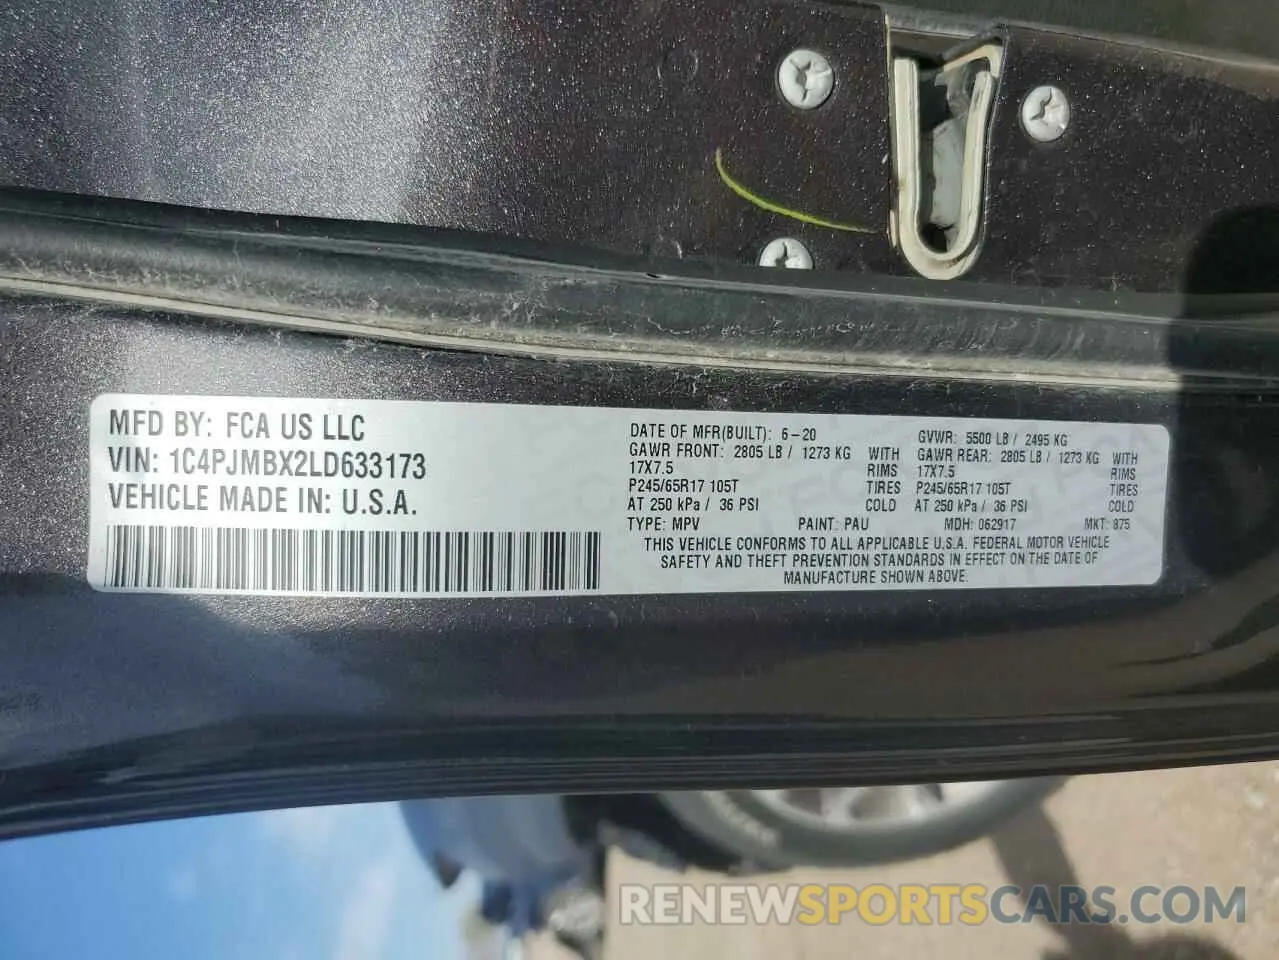 MFD BY: FCA US LLC
VIN: 1C4PJMBX2LD633173
VEHICLE MADE IN: U.S.A.
DATE OF MFR(BUILT): 6-20 GVWR: 5500 LB / 2495 KG
GAWR FRONT: 2805 LB / 1273 KG WITH GAWR REAR: 2805 LB / 1273 KG WITH
17X7.5 RIMS 17X7.5 RIMS
P245/65R17 105T TIRES P245/65R17 105T TIRES
AT 250 kPa / 36 PSI COLD AT 250 kPa / 36 PSI COLD
TYPE: MPV PAINT: PAU MDH: 062917 MKT: 875
THIS VEHICLE CONFORMS TO ALL APPLICABLE U.S.A. FEDERAL MOTOR VEHICLE
SAFETY AND THEFT PREVENTION STANDARDS IN EFFECT ON THE DATE OF
MANUFACTURE SHOWN ABOVE.
RENEWSPORTSCARS.COM